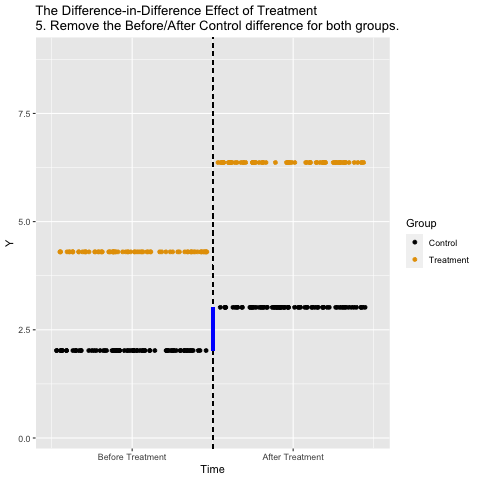 The Difference-in-Difference Effect of Treatment
5. Remove the Before/After Control difference for both groups.
7.5
5.0
2.5
0.0
Y
Before Treatment
After Treatment
Time
Group
Control
Treatment